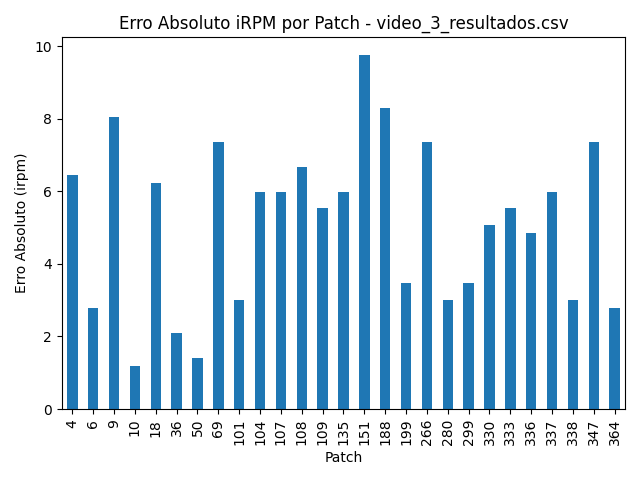 Erro Absoluto iRPM por Patch - video_3_resultados.csv
Erro Absoluto (irpm)
10
8
6
4
2
0
4 6 9 10 18 36 50 69 101 104 107 108 109 135 151 188 199 266 280 299 330 333 336 337 338 347 364
Patch